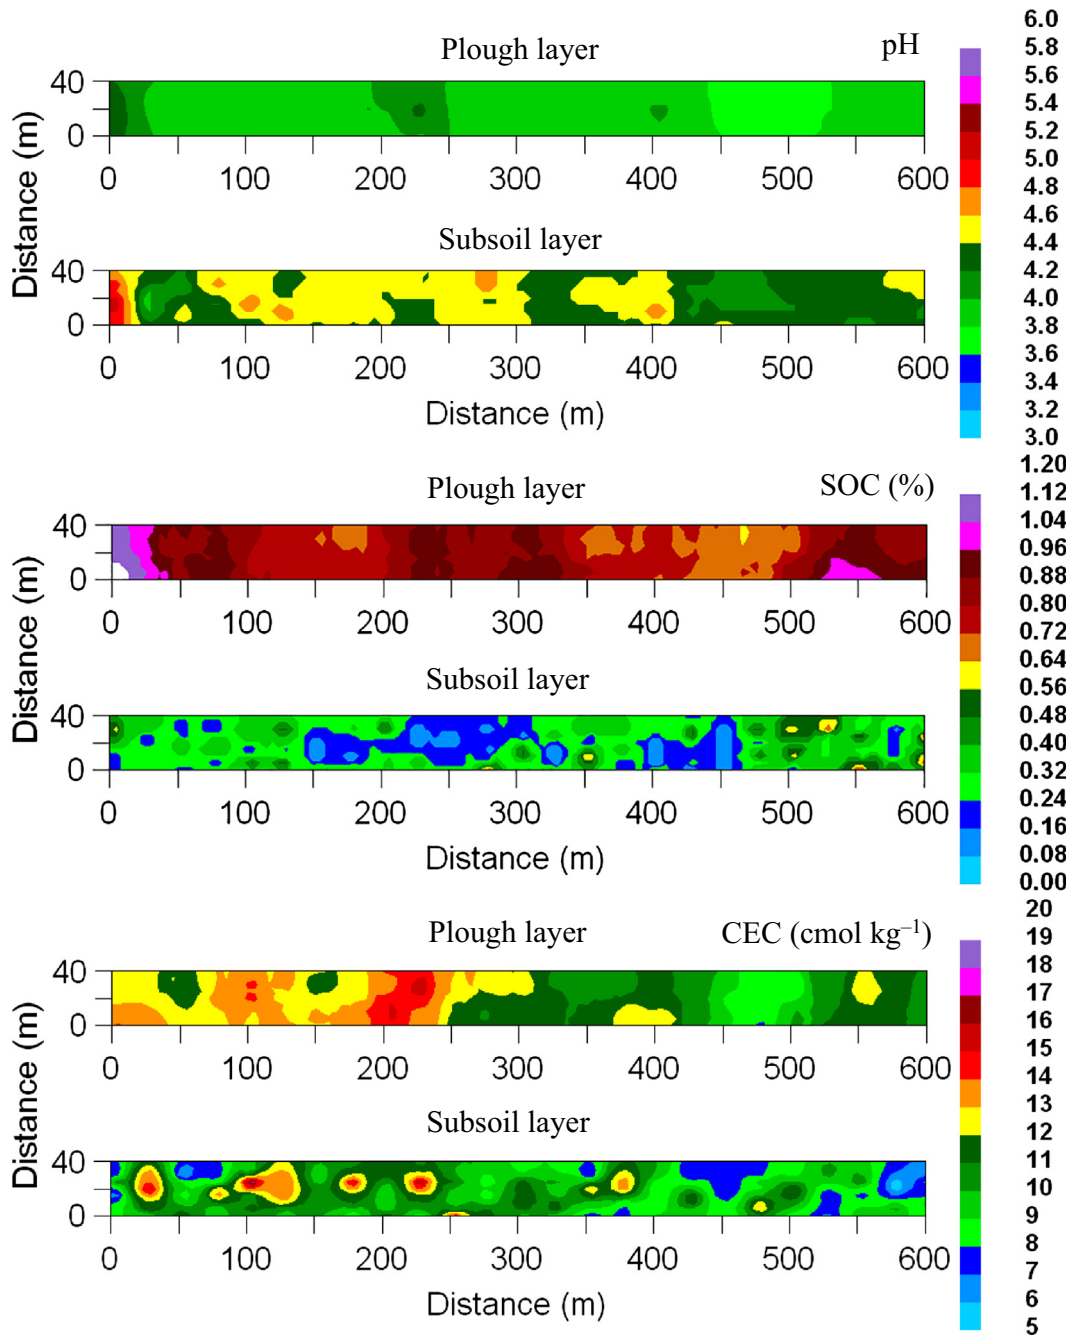 Plough layer
pH
40
0
0 100 200 300 400 500 600
Subsoil layer
40
0
0 100 200 300 400 500 600
Distance (m)
Distance (m)
6.0
5.8
5.6
5.4
5.2
5.0
4.8
4.6
4.4
4.2
4.0
3.8
3.6
3.4
3.2
3.0
Plough layer
SOC (%)
40
0
0 100 200 300 400 500 600
Subsoil layer
40
0
0 100 200 300 400 500 600
Distance (m)
Distance (m)
1.20
1.12
1.04
0.96
0.88
0.80
0.72
0.64
0.56
0.48
0.40
0.32
0.24
0.16
0.08
0.00
Plough layer
CEC (cmol kg⁻¹)
40
0
0 100 200 300 400 500 600
Subsoil layer
40
0
0 100 200 300 400 500 600
Distance (m)
Distance (m)
20
19
18
17
16
15
14
13
12
11
10
9
8
7
6
5